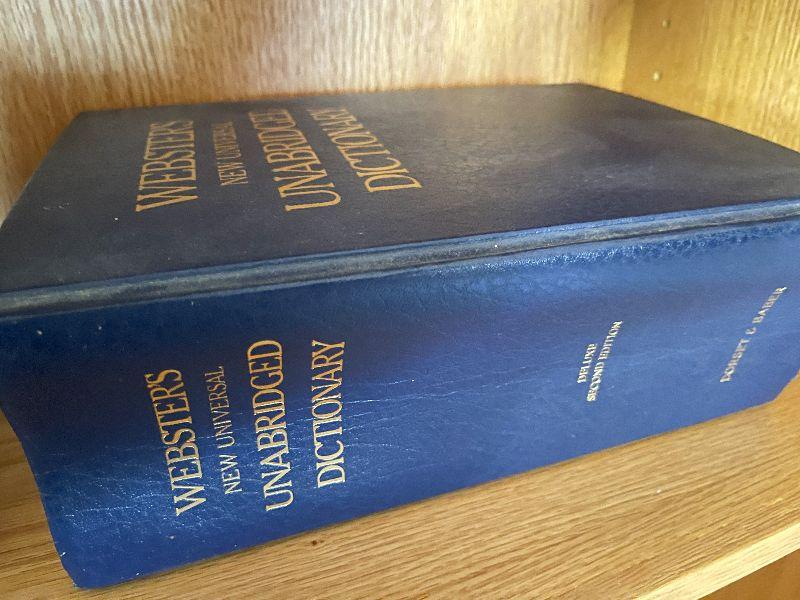 WEBSTER'S
NEW UNIVERSAL
UNABRIDGED
DICTIONARY
WEBSTER'S
NEW UNIVERSAL
UNABRIDGED
DICTIONARY
DELUXE
SECOND EDITION
DORSET & BABER